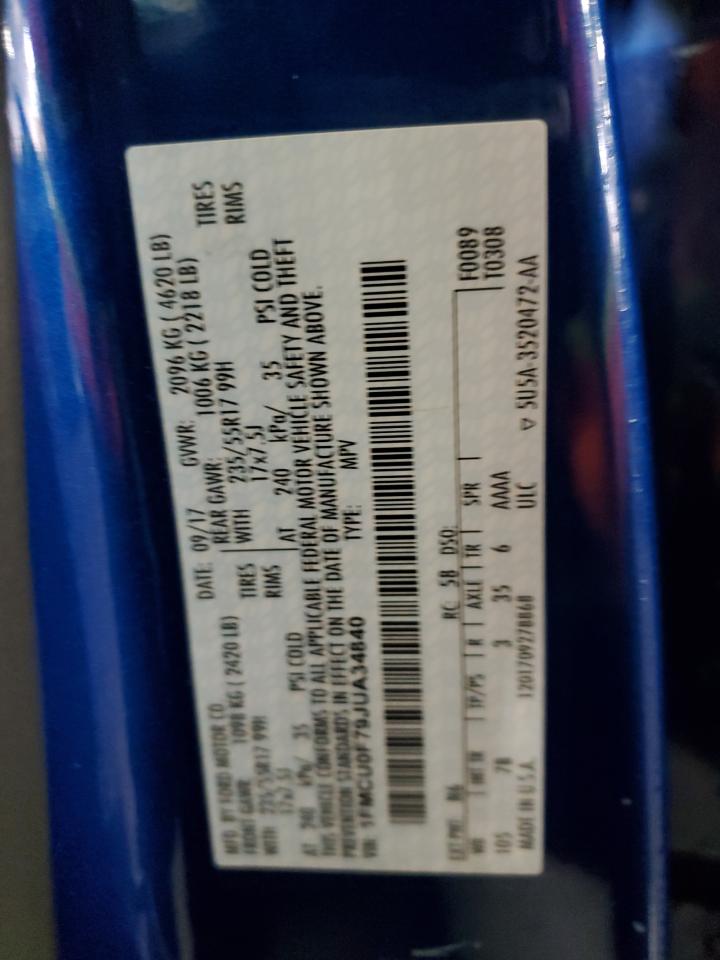 MFD. BY FORD MOTOR CO. DATE: 09/17 GVWR: 2096 KG ( 4620 LB)
FRONT GAWR: 1098 KG ( 2420 LB) REAR GAWR: 1006 KG ( 2218 LB)
WITH 235/55R17 99H TIRES WITH 235/55R17 99H TIRES
17x7.5J RIMS 17x7.5J RIMS
AT 240 kPa/ 35 PSI COLD AT 240 kPa/ 35 PSI COLD
THIS VEHICLE CONFORMS TO ALL APPLICABLE FEDERAL MOTOR VEHICLE SAFETY AND THEFT
PREVENTION STANDARDS IN EFFECT ON THE DATE OF MANUFACTURE SHOWN ABOVE.
VIN: 1FMCU0F79JUA34840 TYPE: MPV
EXT PNT: RC: 5B DSO: F0089
WB INT TR TP/PS R AXLE TR SPR T0308
105 7B 3 35 6 AAAA
MADE IN U.S.A. ULC ▽ 5U5A-3520472-AA